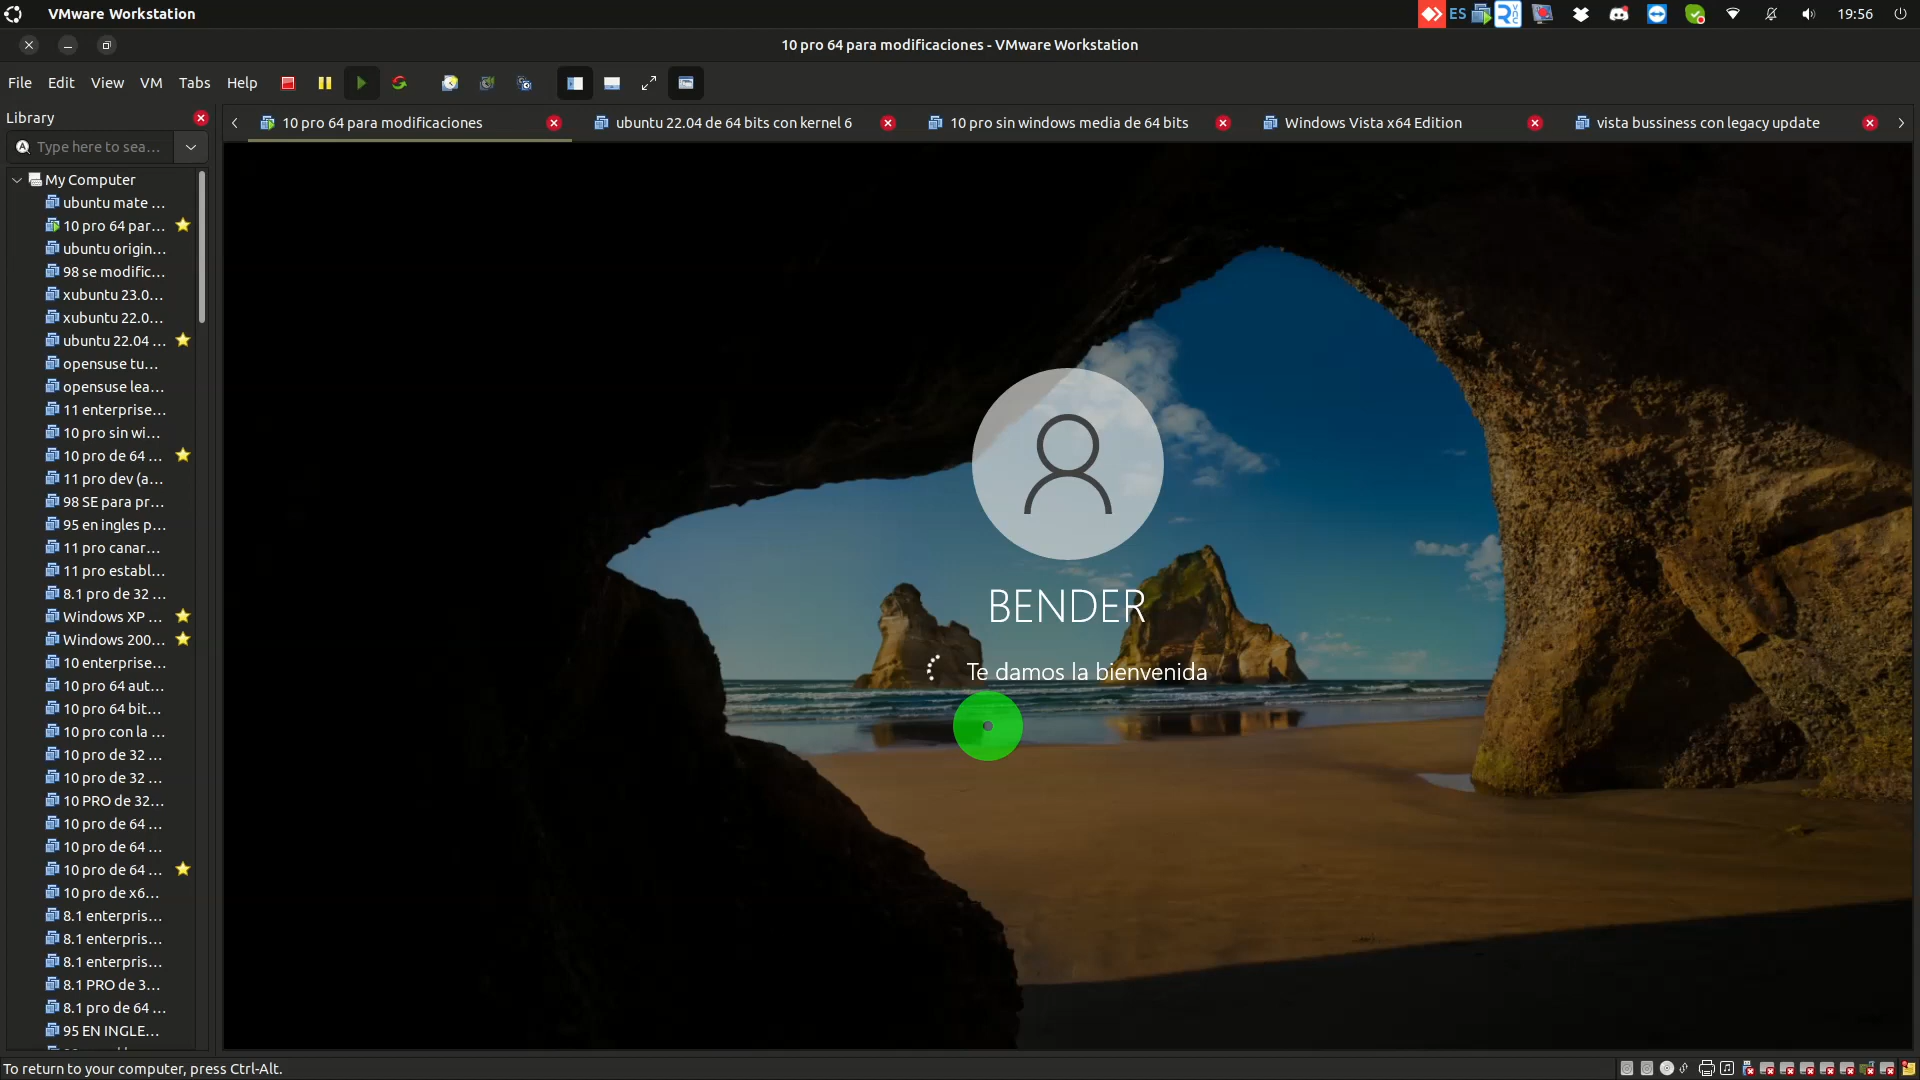 VMware Workstation
ES
19:56
10 pro 64 para modificaciones - VMware Workstation
File Edit View VM Tabs Help
Library
10 pro 64 para modificaciones
ubuntu 22.04 de 64 bits con kernel 6
10 pro sin windows media de 64 bits
Windows Vista x64 Edition
vista bussiness con legacy update
Type here to sea...
My Computer
ubuntu mate ...
10 pro 64 par...
ubuntu origin...
98 se modific...
xubuntu 23.0...
xubuntu 22.0...
ubuntu 22.04 ...
opensuse tu...
opensuse lea...
11 enterprise...
10 pro sin wi...
10 pro de 64 ...
11 pro dev (a...
98 SE para pr...
95 en ingles p...
11 pro canar...
11 pro establ...
8.1 pro de 32 ...
Windows XP ...
Windows 200...
10 enterprise...
10 pro 64 aut...
10 pro 64 bit...
10 pro con la ...
10 pro de 32 ...
10 pro de 32 ...
10 PRO de 32...
10 pro de 64 ...
10 pro de 64 ...
10 pro de 64 ...
10 pro de x6...
8.1 enterpris...
8.1 enterpris...
8.1 enterpris...
8.1 PRO de 3...
8.1 pro de 64 ...
95 EN INGLE...
BENDER
Te damos la bienvenida
To return to your computer, press Ctrl-Alt.